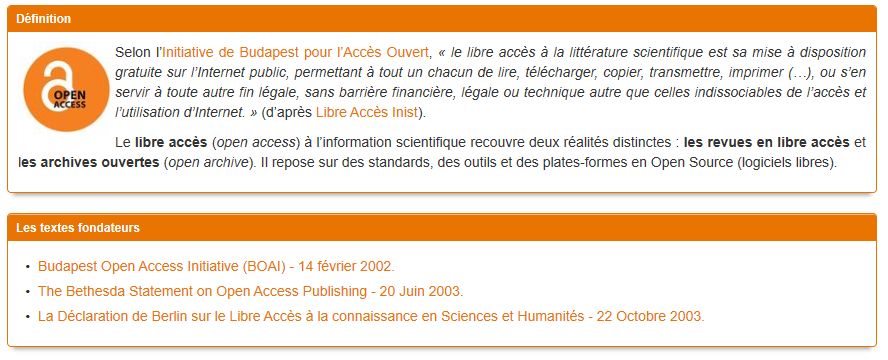 Définition
Selon l'Initiative de Budapest pour l'Accès Ouvert, « le libre accès à la littérature scientifique est sa mise à disposition
gratuite sur l'Internet public, permettant à tout un chacun de lire, télécharger, copier, transmettre, imprimer (…), ou s'en
servir à toute autre fin légale, sans barrière financière, légale ou technique autre que celles indissociables de l'accès et
l'utilisation d'Internet. » (d'après Libre Accès Inist).
OPEN
ACCESS
Le libre accès (open access) à l'information scientifique recouvre deux réalités distinctes : les revues en libre accès et
les archives ouvertes (open archive). Il repose sur des standards, des outils et des plates-formes en Open Source (logiciels libres).
Les textes fondateurs
• Budapest Open Access Initiative (BOAI) - 14 février 2002.
• The Bethesda Statement on Open Access Publishing - 20 Juin 2003.
• La Déclaration de Berlin sur le Libre Accès à la connaissance en Sciences et Humanités - 22 Octobre 2003.